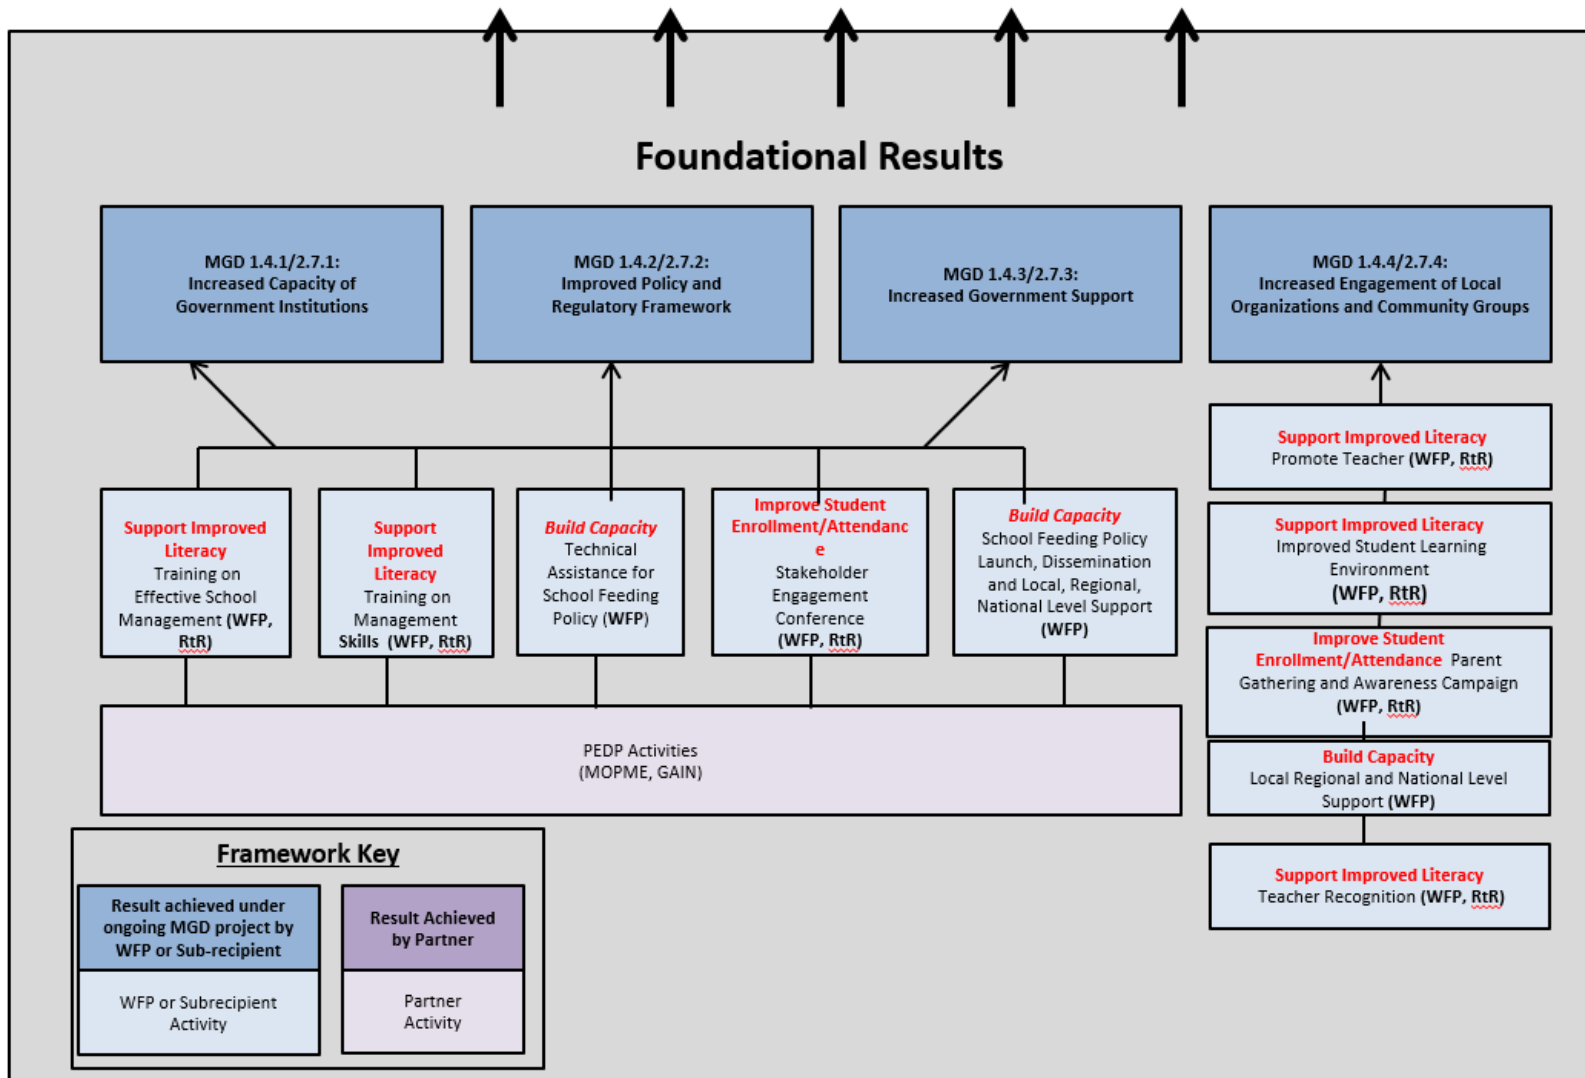 Foundational Results
MGD 1.4.1/2.7.1:
Increased Capacity of
Government Institutions
MGD 1.4.2/2.7.2:
Improved Policy and
Regulatory Framework
MGD 1.4.3/2.7.3:
Increased Government Support
MGD 1.4.4/2.7.4:
Increased Engagement of Local
Organizations and Community Groups
Support Improved
Literacy
Training on
Effective School
Management (WFP,
RtR)
Support
Improved
Literacy
Training on
Management
Skills (WFP, RtR)
Build Capacity
Technical
Assistance for
School Feeding
Policy (WFP)
Improve Student
Enrollment/Attendanc
e
Stakeholder
Engagement
Conference
(WFP, RtR)
Build Capacity
School Feeding Policy
Launch, Dissemination
and Local, Regional,
National Level Support
(WFP)
PEDP Activities
(MOPME, GAIN)
Support Improved Literacy
Promote Teacher (WFP, RtR)
Support Improved Literacy
Improved Student Learning
Environment
(WFP, RtR)
Improve Student
Enrollment/Attendance Parent
Gathering and Awareness Campaign
(WFP, RtR)
Build Capacity
Local Regional and National Level
Support (WFP)
Support Improved Literacy
Teacher Recognition (WFP, RtR)
Framework Key
Result achieved under
ongoing MGD project by
WFP or Sub-recipient
Result Achieved
by Partner
WFP or Subrecipient
Activity
Partner
Activity